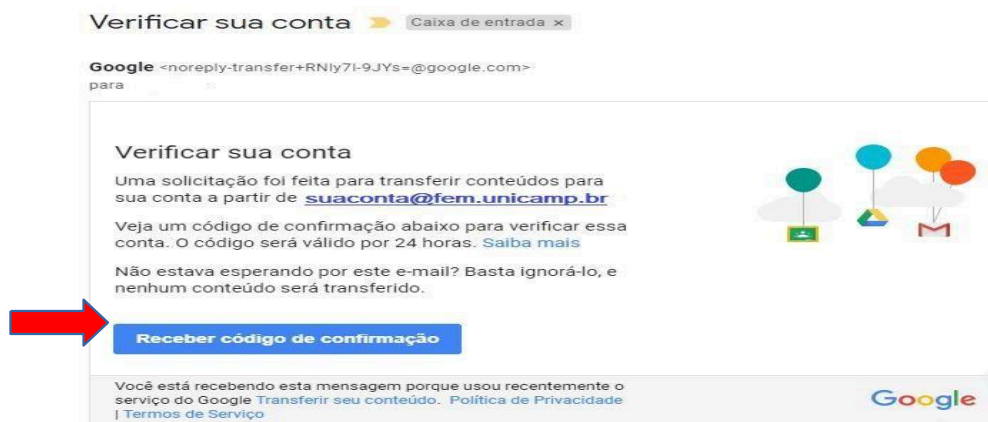 Verificar sua conta Caixa de entrada ×
Google <noreply-transfer+RNIy7I-9JYs=@google.com>
para
Verificar sua conta
Uma solicitação foi feita para transferir conteúdos para
sua conta a partir de suaconta@fem.unicamp.br
Veja um código de confirmação abaixo para verificar essa
conta. O código será válido por 24 horas. Saiba mais
Não estava esperando por este e-mail? Basta ignorá-lo, e
nenhum conteúdo será transferido.
Receber código de confirmação
Você está recebendo esta mensagem porque usou recentemente o
serviço do Google Transferir seu conteúdo. Política de Privacidade
| Termos de Serviço
Google